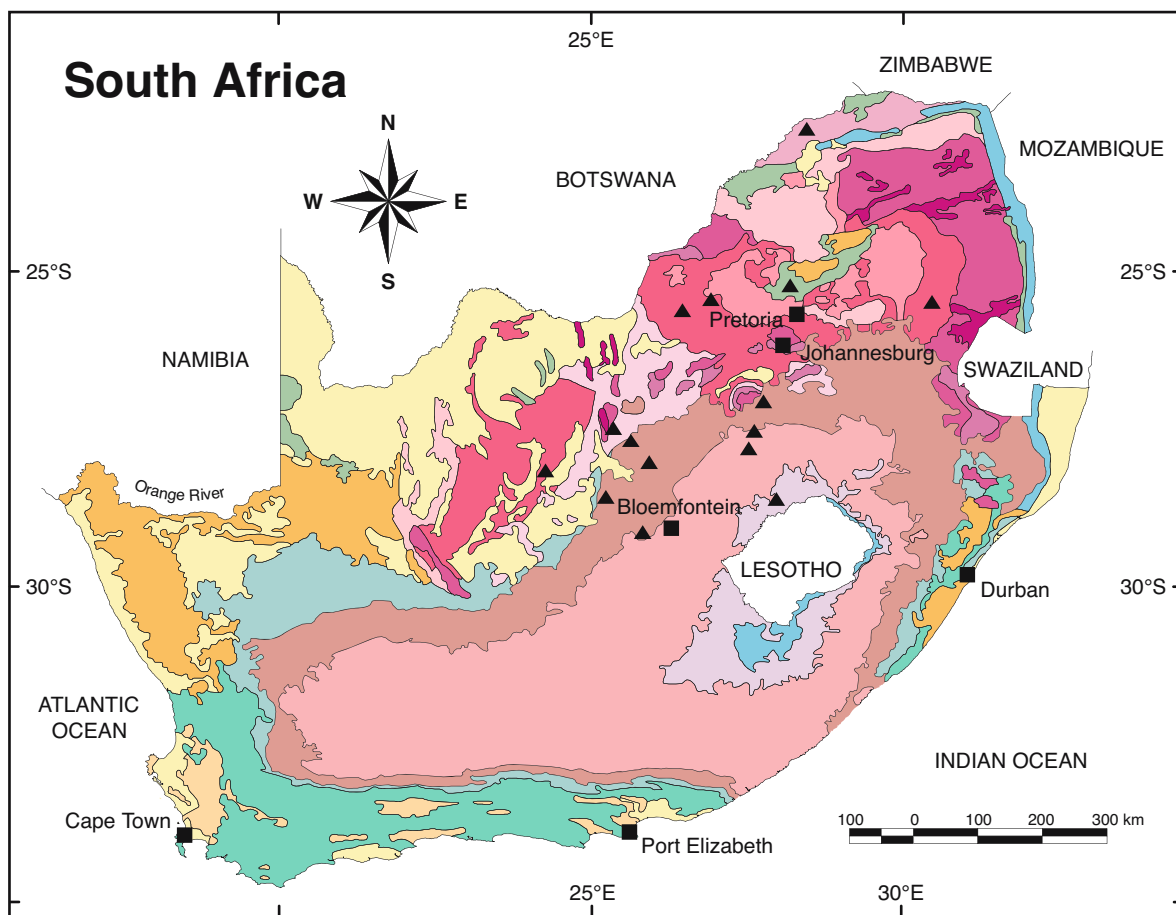 25°E
South Africa
ZIMBABWE
N
MOZAMBIQUE
BOTSWANA
W
E
S
25°S
25°S
Pretoria
NAMIBIA
Johannesburg
SWAZILAND
Orange River
Bloemfontein
LESOTHO
30°S
30°S
Durban
ATLANTIC
OCEAN
INDIAN OCEAN
Cape Town
Port Elizabeth
100 0 100 200 300 km
25°E
30°E